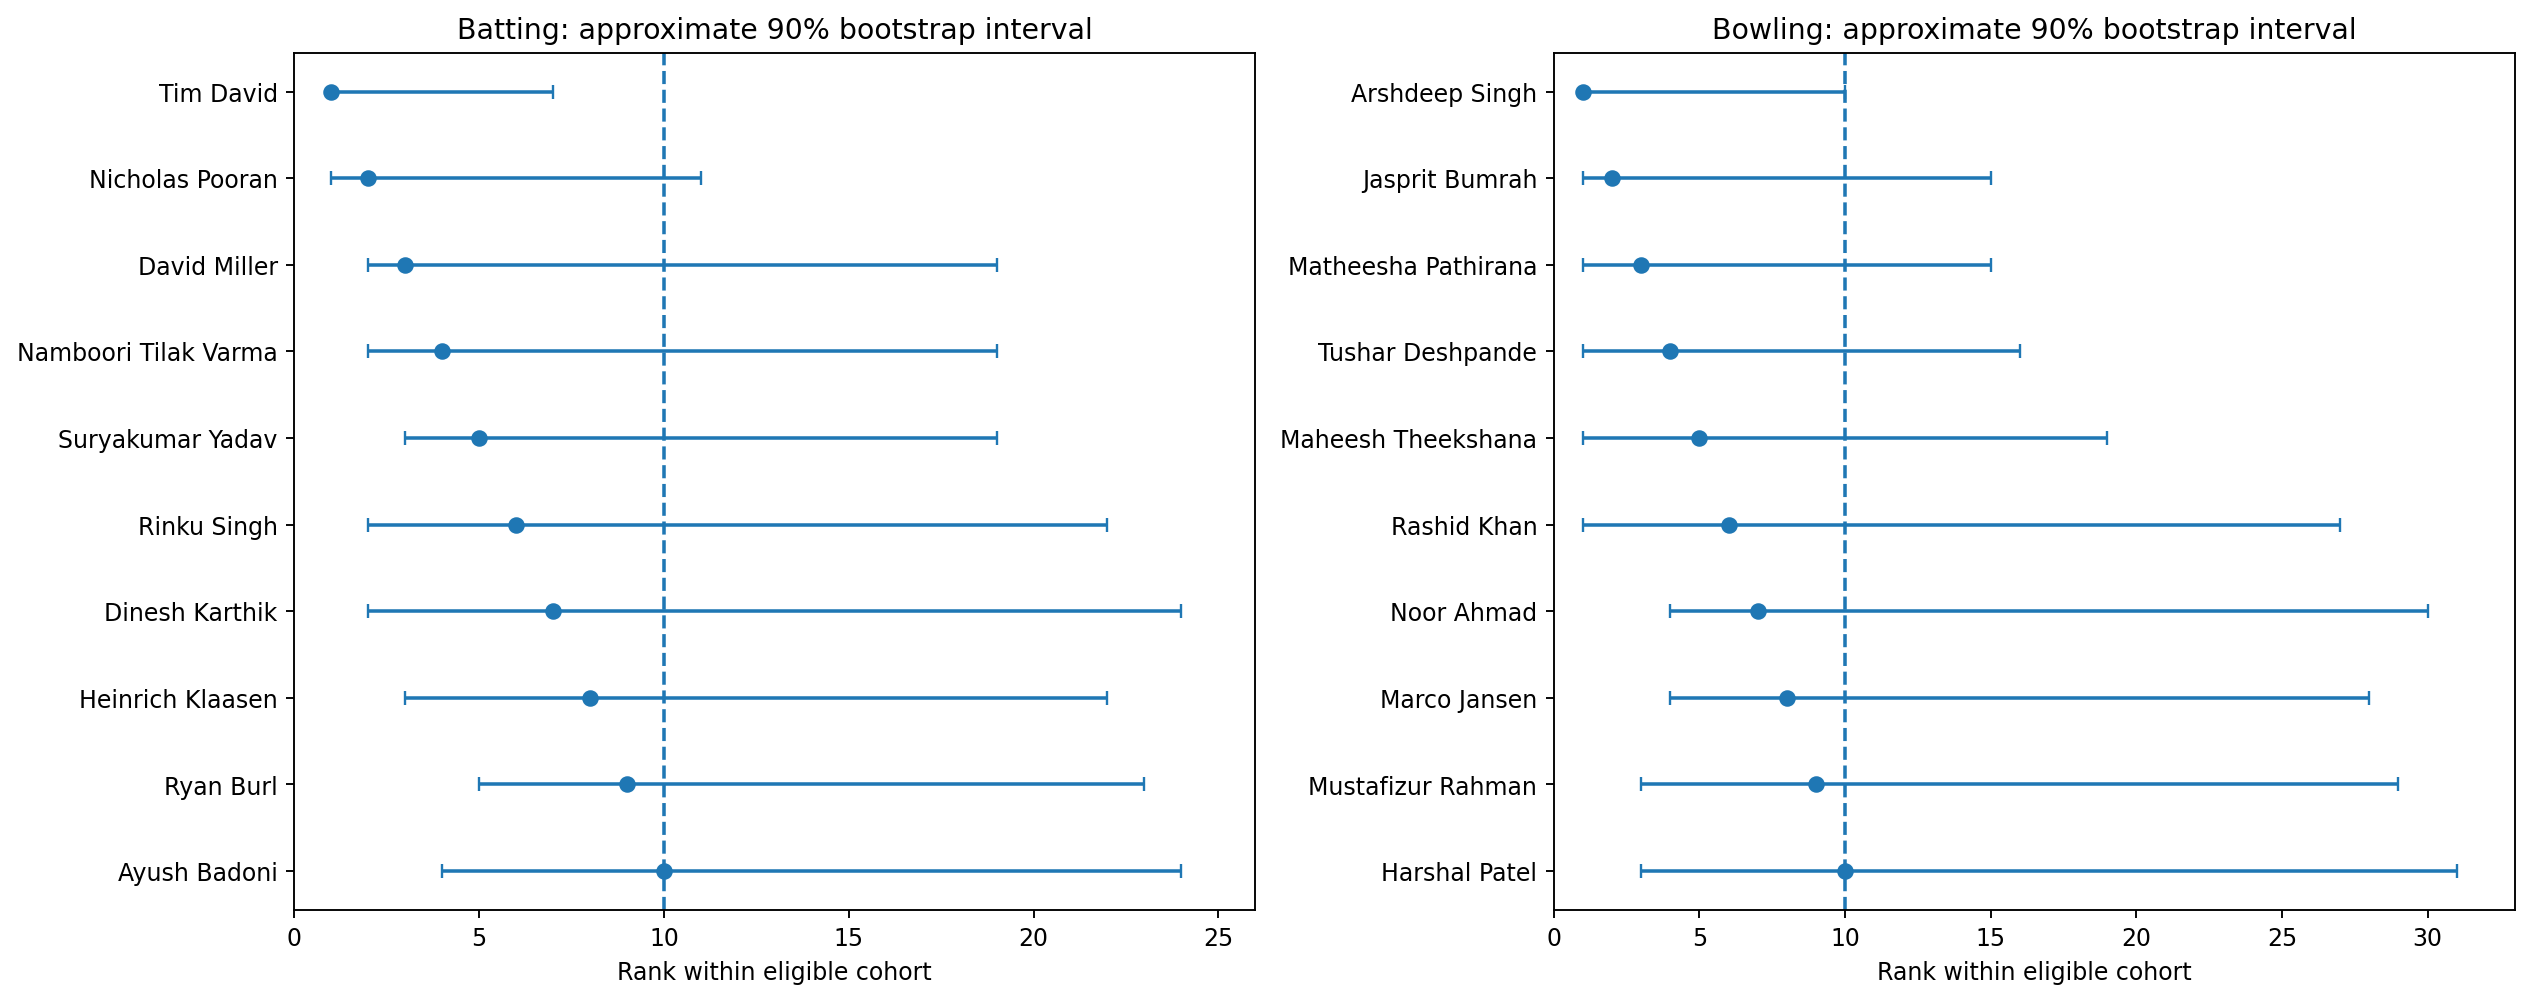 Batting: approximate 90% bootstrap interval
Tim David
Nicholas Pooran
David Miller
Namboori Tilak Varma
Suryakumar Yadav
Rinku Singh
Dinesh Karthik
Heinrich Klaasen
Ryan Burl
Ayush Badoni
0 5 10 15 20 25
Rank within eligible cohort
Bowling: approximate 90% bootstrap interval
Arshdeep Singh
Jasprit Bumrah
Matheesha Pathirana
Tushar Deshpande
Maheesh Theekshana
Rashid Khan
Noor Ahmad
Marco Jansen
Mustafizur Rahman
Harshal Patel
0 5 10 15 20 25 30
Rank within eligible cohort